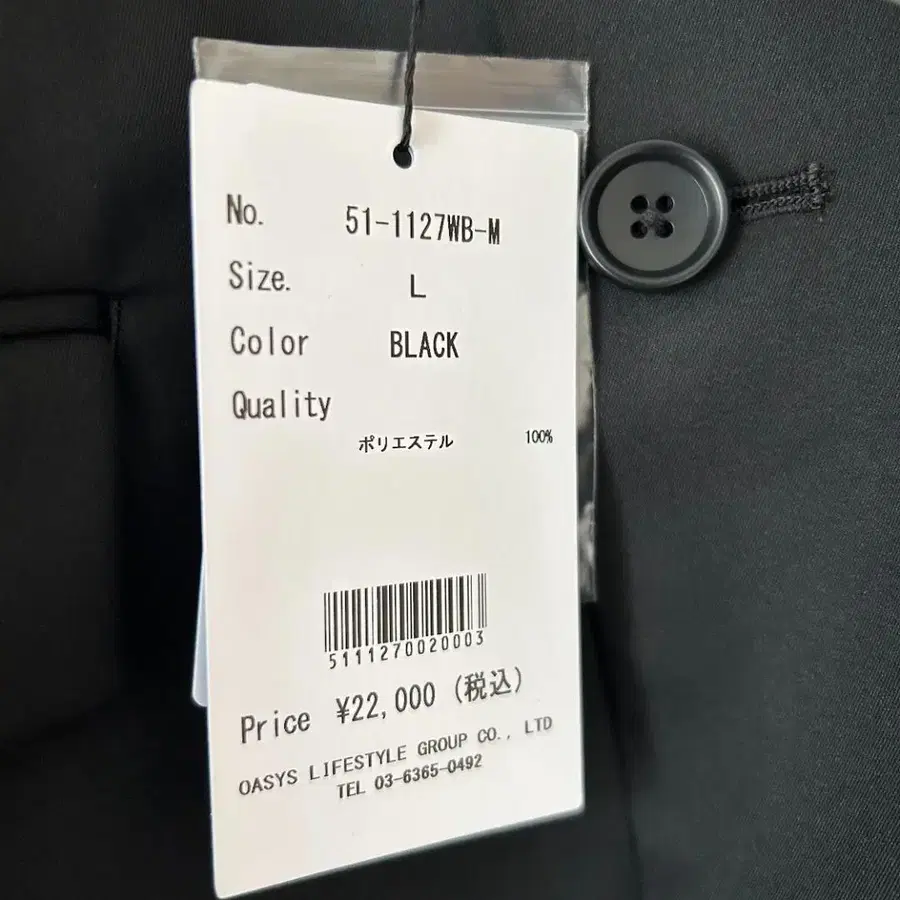 No. 51-1127WB-M
Size. L
Color BLACK
Quality
ポリエステル 100%
5111270020003
Price ¥22,000 (税込)
OASYS LIFESTYLE GROUP CO., LTD
TEL 03-6365-0492